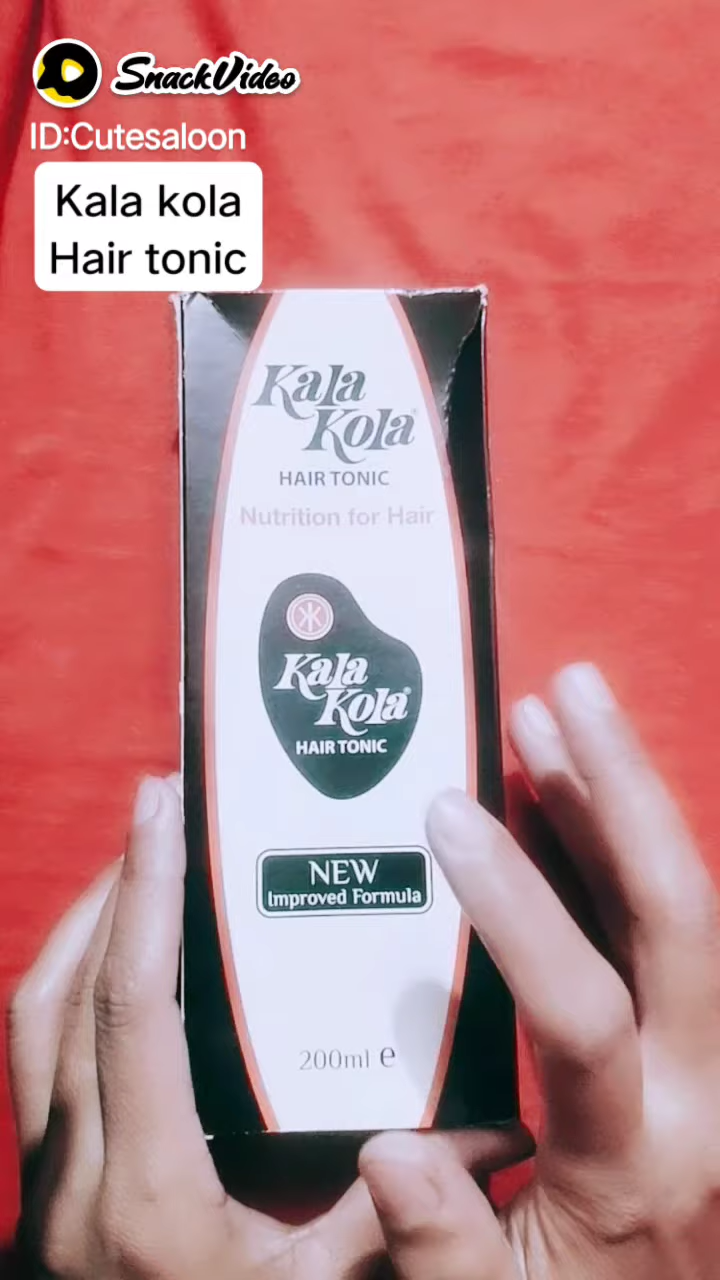 SnackVideo
ID:Cutesaloon
Kala kola
Hair tonic
Kala
Kola
HAIR TONIC
Nutrition for Hair
Kala
Kola
HAIR TONIC
NEW
Improved Formula
200ml e